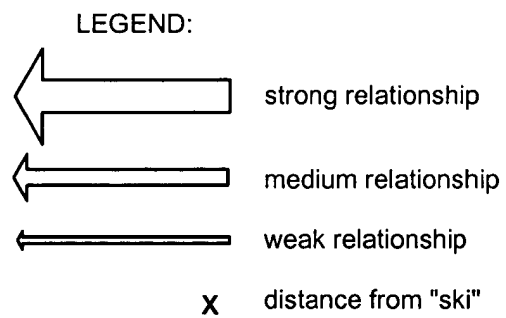 LEGEND:
strong relationship
medium relationship
weak relationship
X distance from "ski"